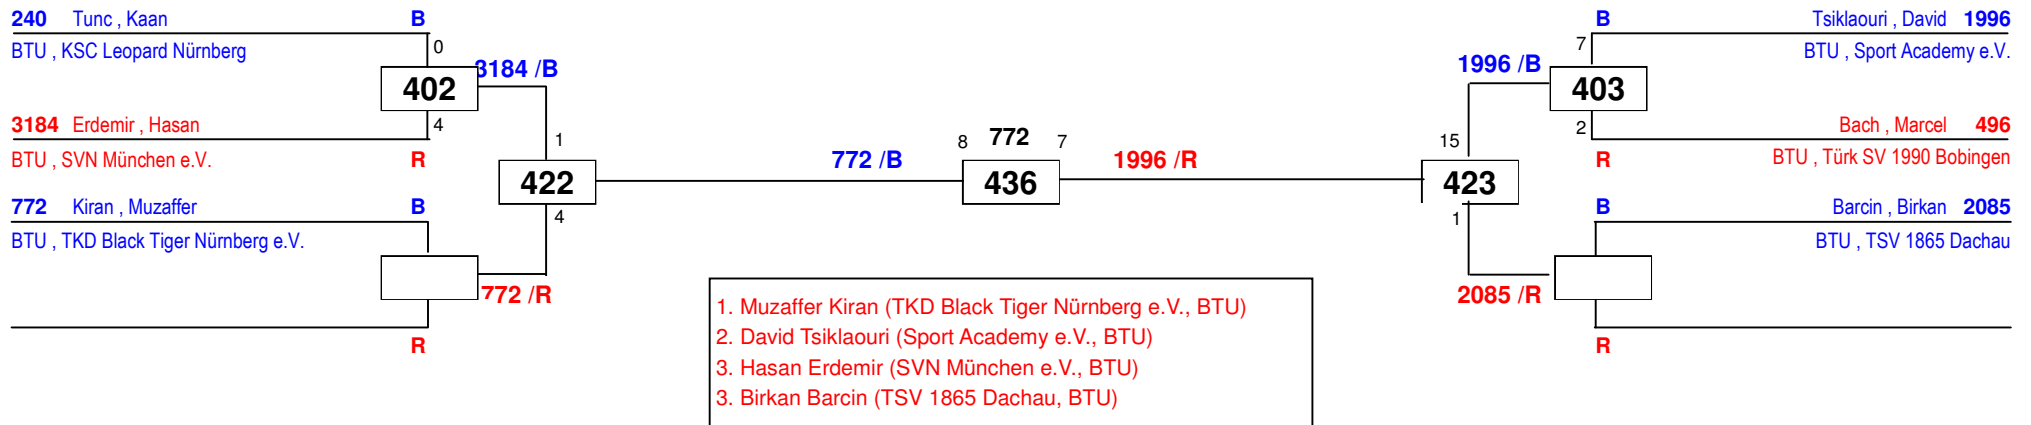 240 Tunc , Kaan B
BTU , KSC Leopard Nürnberg
0
402
3184 /B
4
3184 Erdemir , Hasan
BTU , SVN München e.V. R
772 Kiran , Muzaffer B
BTU , TKD Black Tiger Nürnberg e.V.
772 /R
R
1
422
4
772 /B
8 772 7
436
1996 /R
15
423
1
1996 /B
2085 /R
B Tsiklaouri , David 1996
7 BTU , Sport Academy e.V.
403
2 Bach , Marcel 496
R BTU , Türk SV 1990 Bobingen
B Barcin , Birkan 2085
BTU , TSV 1865 Dachau
R
1. Muzaffer Kiran (TKD Black Tiger Nürnberg e.V., BTU)
2. David Tsiklaouri (Sport Academy e.V., BTU)
3. Hasan Erdemir (SVN München e.V., BTU)
3. Birkan Barcin (TSV 1865 Dachau, BTU)